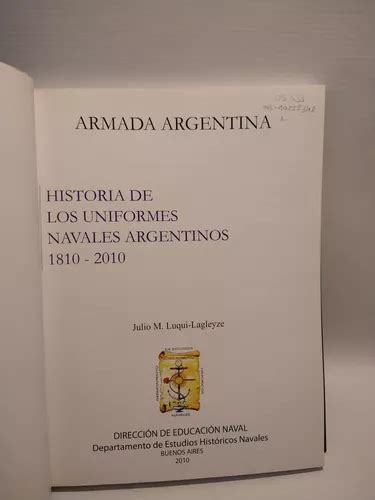 ARMADA ARGENTINA
HISTORIA DE
LOS UNIFORMES
NAVALES ARGENTINOS
1810 - 2010
Julio M. Luqui-Lagleyze
DIRECCIÓN DE EDUCACIÓN NAVAL
Departamento de Estudios Históricos Navales
BUENOS AIRES
2010